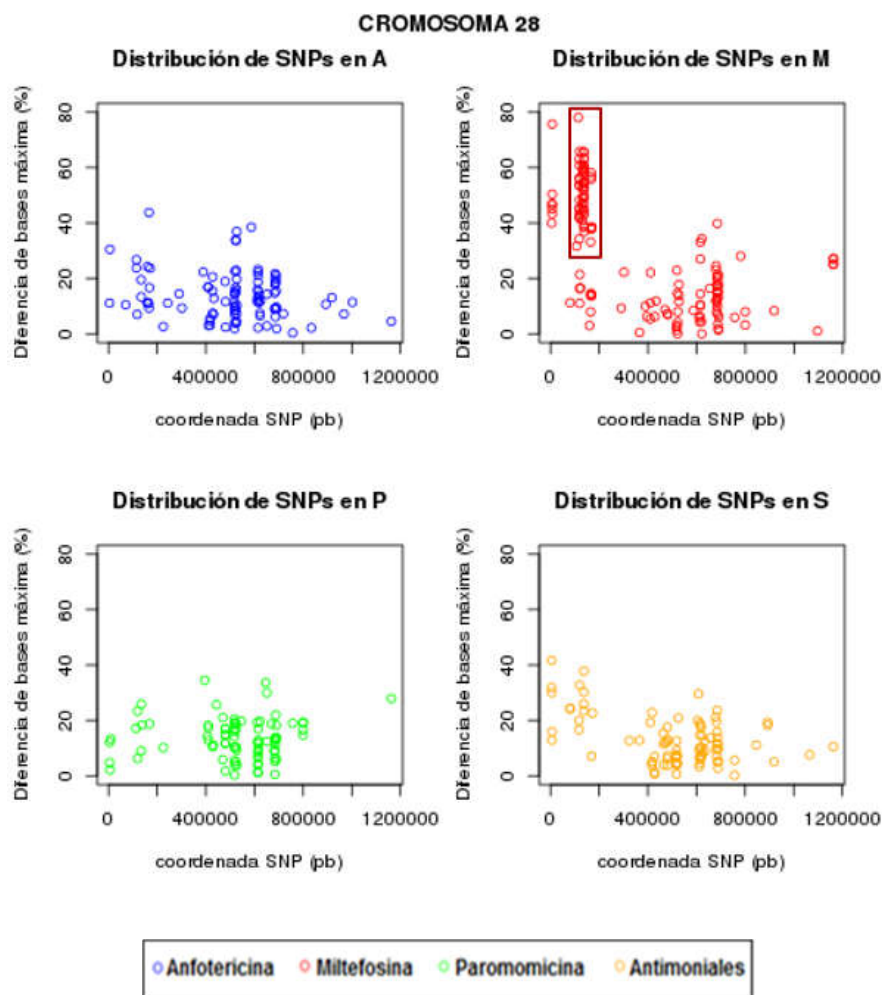 CROMOSOMA 28
Distribución de SNPs en A
Diferencia de bases máxima (%)
80
60
40
20
0
0 400000 800000 1200000
coordenada SNP (pb)
Distribución de SNPs en M
Diferencia de bases máxima (%)
80
60
40
20
0
0 400000 800000 1200000
coordenada SNP (pb)
Distribución de SNPs en P
Diferencia de bases máxima (%)
80
60
40
20
0
0 400000 800000 1200000
coordenada SNP (pb)
Distribución de SNPs en S
Diferencia de bases máxima (%)
80
60
40
20
0
0 400000 800000 1200000
coordenada SNP (pb)
Anfotericina Miltefosina Paromomicina Antimoniales